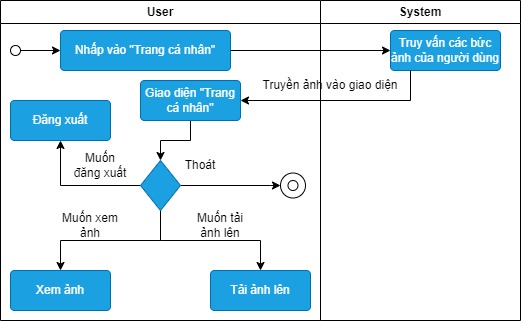 User
System
Nhấp vào "Trang cá nhân"
Truy vấn các bức
ảnh của người dùng
Truyền ảnh vào giao diện
Giao diện "Trang
cá nhân"
Đăng xuất
Muốn
đăng xuất
Thoát
Muốn xem
ảnh
Muốn tải
ảnh lên
Xem ảnh
Tải ảnh lên